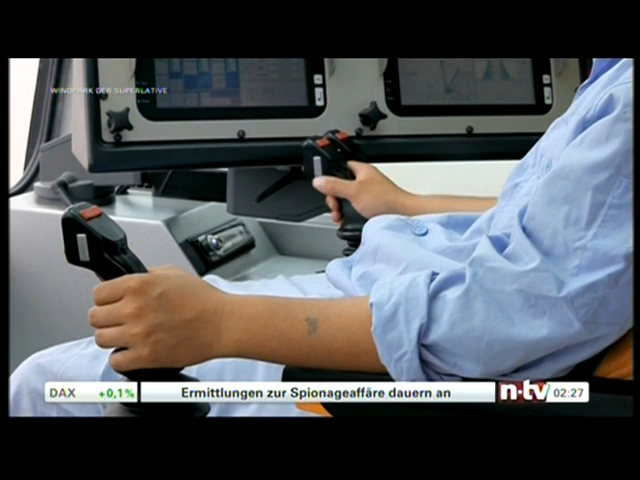 WINDPARK DER SUPERLATIVE
DAX +0,1% Ermittlungen zur Spionageaffäre dauern an n-tv 02:27